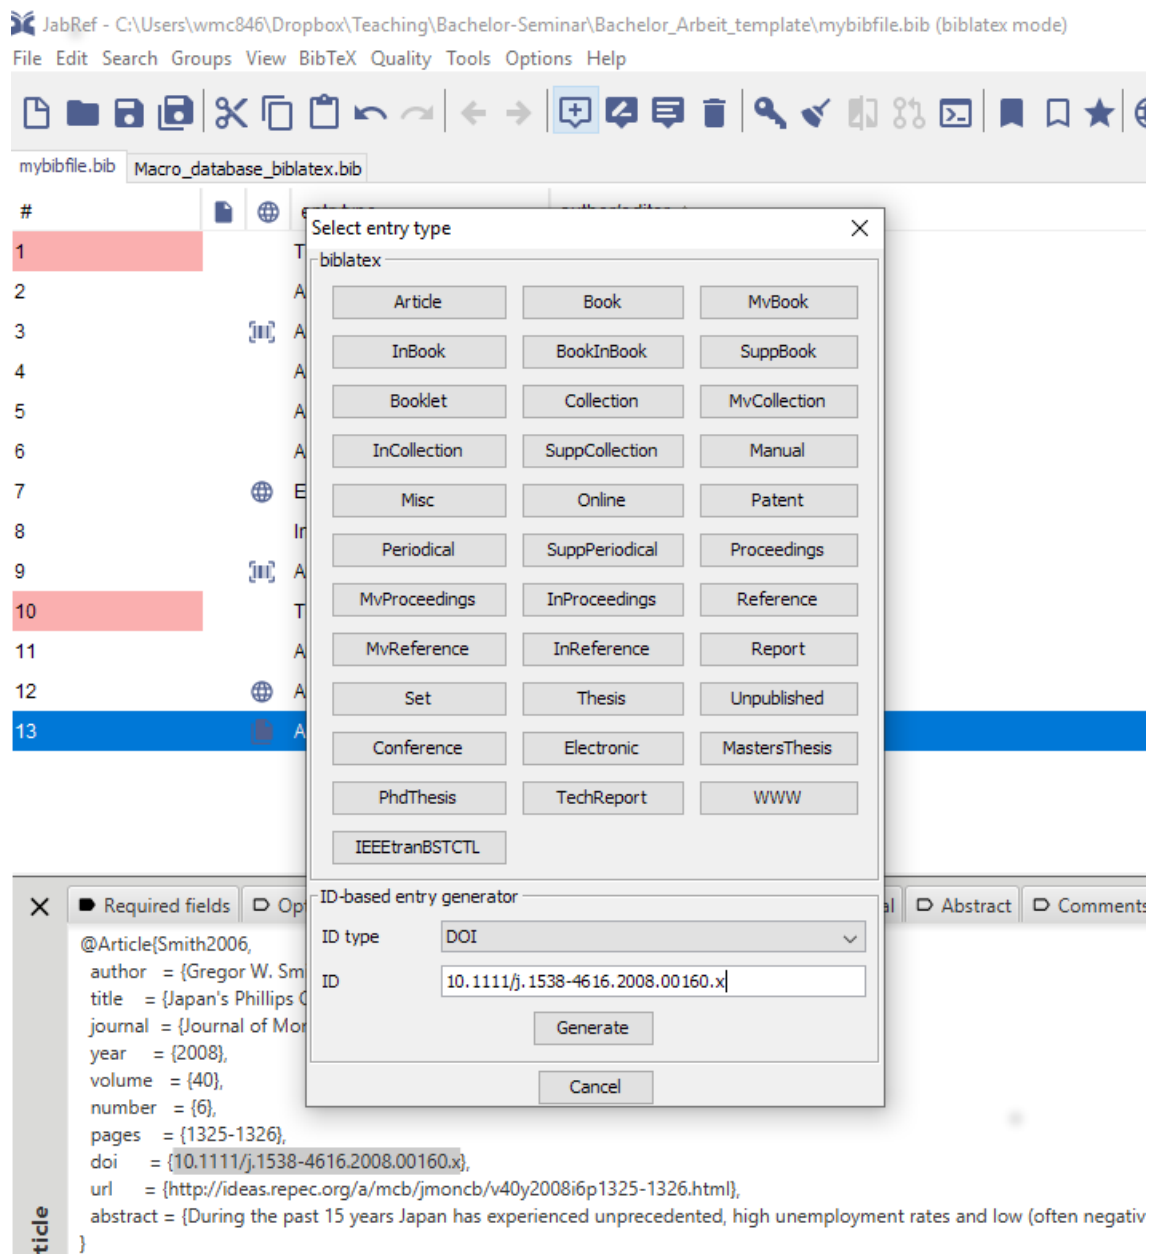 JabRef - C:\Users\wmc846\Dropbox\Teaching\Bachelor-Seminar\Bachelor_Arbeit_template\mybibfile.bib (biblatex mode)
File Edit Search Groups View BibTeX Quality Tools Options Help
mybibfile.bib Macro_database_biblatex.bib
#
1 T
2 A
3 A
4 A
5 A
6 A
7 E
8 Ir
9 A
10 T
11 A
12 A
13 A
Select entry type
biblatex
Article Book MvBook
InBook BookInBook SuppBook
Booklet Collection MvCollection
InCollection SuppCollection Manual
Misc Online Patent
Periodical SuppPeriodical Proceedings
MvProceedings InProceedings Reference
MvReference InReference Report
Set Thesis Unpublished
Conference Electronic MastersThesis
PhdThesis TechReport WWW
IEEEtranBSTCTL
ID-based entry generator
ID type DOI
ID 10.1111/j.1538-4616.2008.00160.x
Generate
Cancel
Required fields Op al Abstract Comments
@Article{Smith2006,
author = {Gregor W. Sm
title = {Japan's Phillips C
journal = {Journal of Mor
year = {2008},
volume = {40},
number = {6},
pages = {1325-1326},
doi = {10.1111/j.1538-4616.2008.00160.x},
url = {http://ideas.repec.org/a/mcb/jmoncb/v40y2008i6p1325-1326.html},
abstract = {During the past 15 years Japan has experienced unprecedented, high unemployment rates and low (often negativ
}
ticle